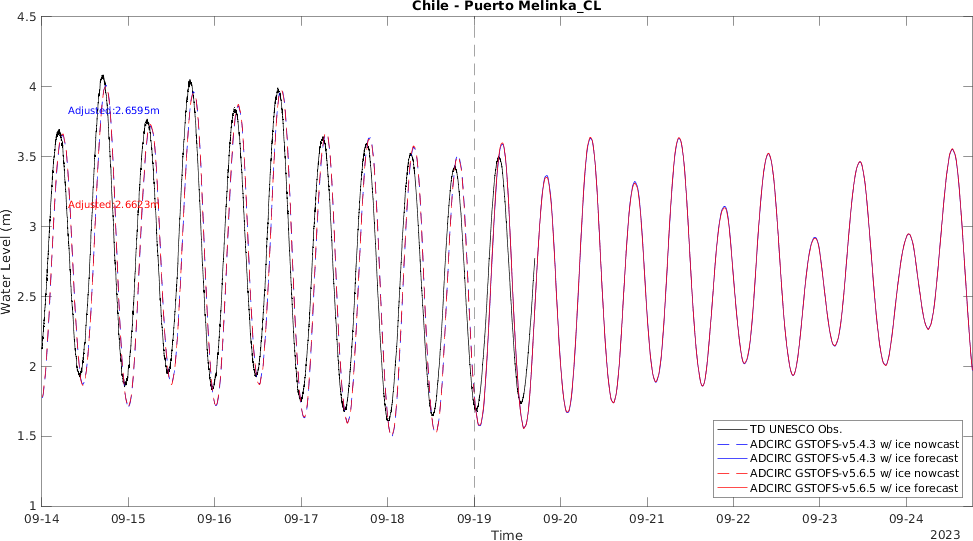 Chile - Puerto Melinka_CL
4.5
4
3.5
3
2.5
2
1.5
1
Water Level (m)
Adjusted:2.6595m
Adjusted:2.6623m
TD UNESCO Obs.
ADCIRC GSTOFS-v5.4.3 w/ ice nowcast
ADCIRC GSTOFS-v5.4.3 w/ ice forecast
ADCIRC GSTOFS-v5.6.5 w/ ice nowcast
ADCIRC GSTOFS-v5.6.5 w/ ice forecast
09-14 09-15 09-16 09-17 09-18 09-19 09-20 09-21 09-22 09-23 09-24
Time
2023